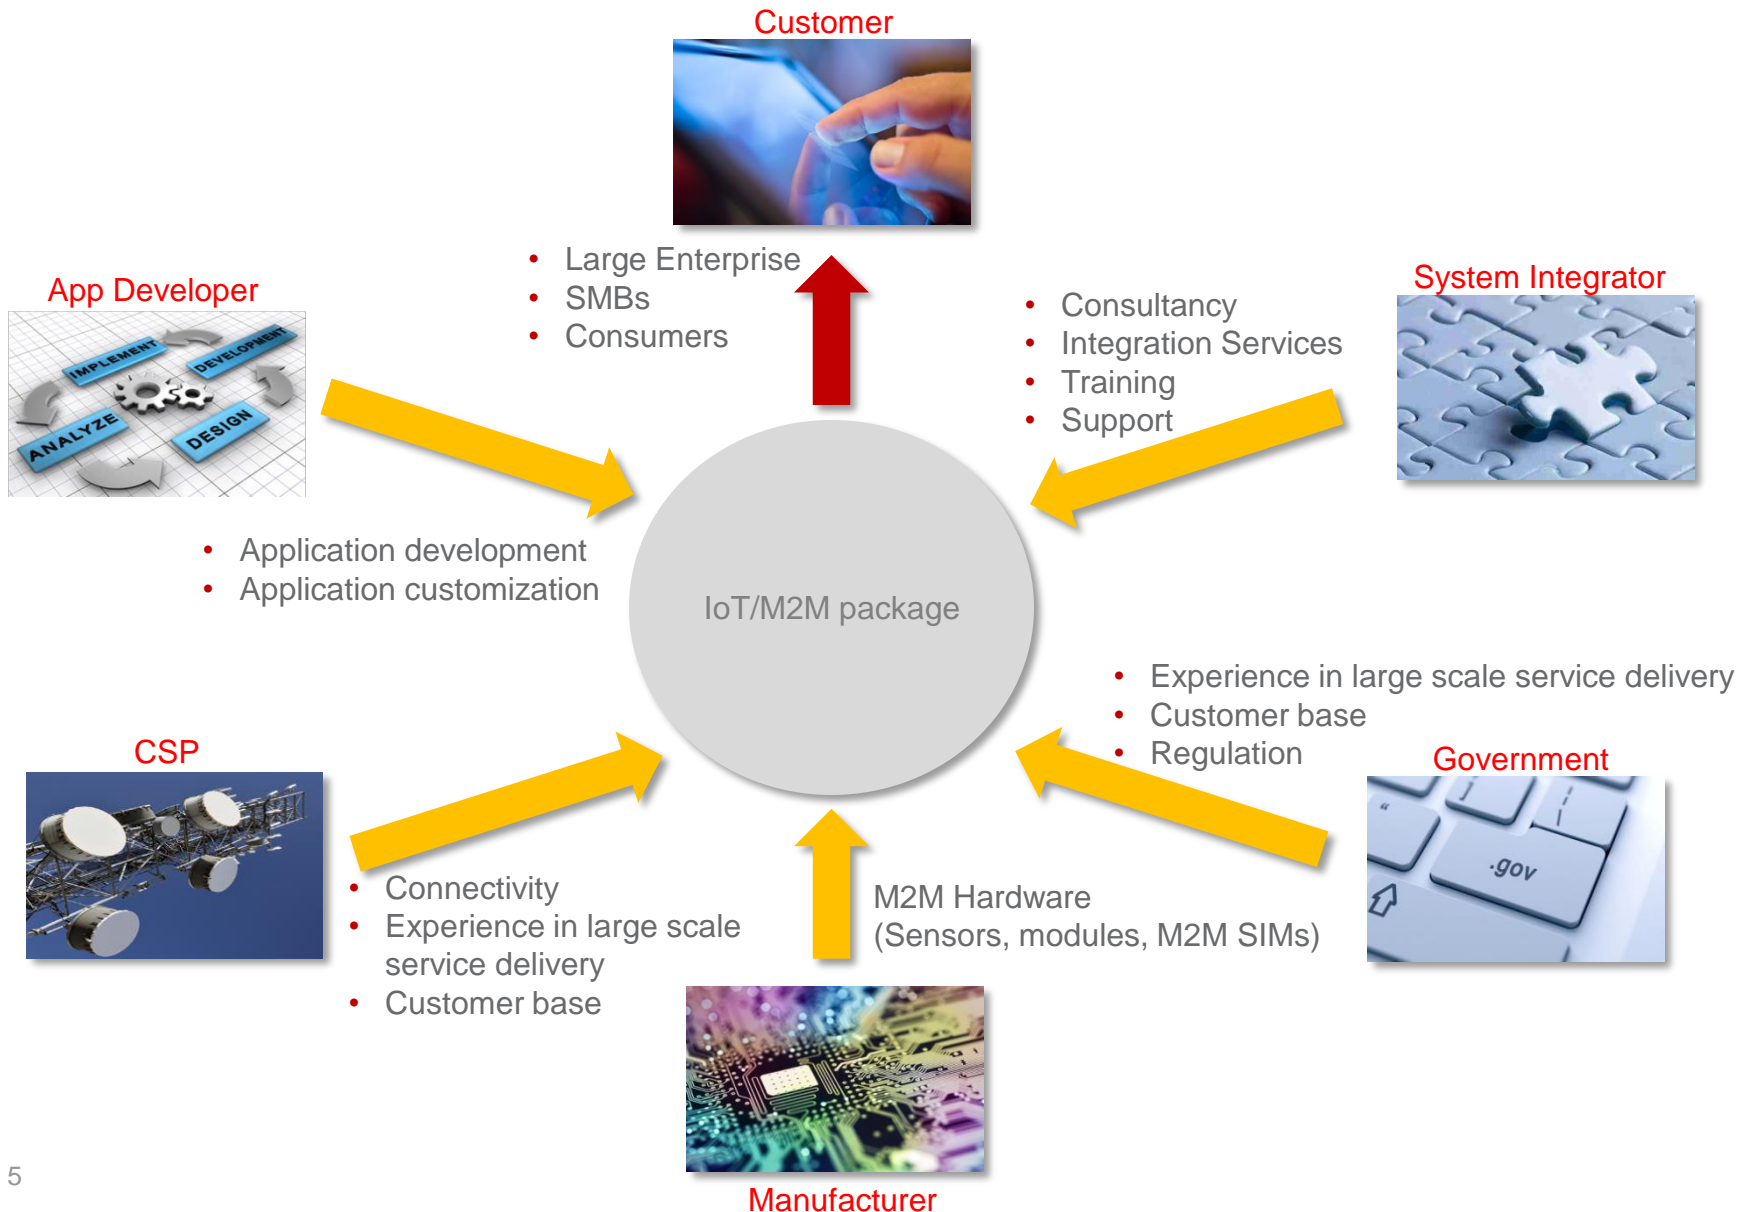 Customer
• Large Enterprise
• SMBs
• Consumers
App Developer
IMPLEMENT
DEVELOPMENT
ANALYZE
DESIGN
• Application development
• Application customization
System Integrator
• Consultancy
• Integration Services
• Training
• Support
IoT/M2M package
CSP
• Connectivity
• Experience in large scale
service delivery
• Customer base
• Experience in large scale service delivery
• Customer base
• Regulation
Government
.gov
M2M Hardware
(Sensors, modules, M2M SIMs)
Manufacturer
5